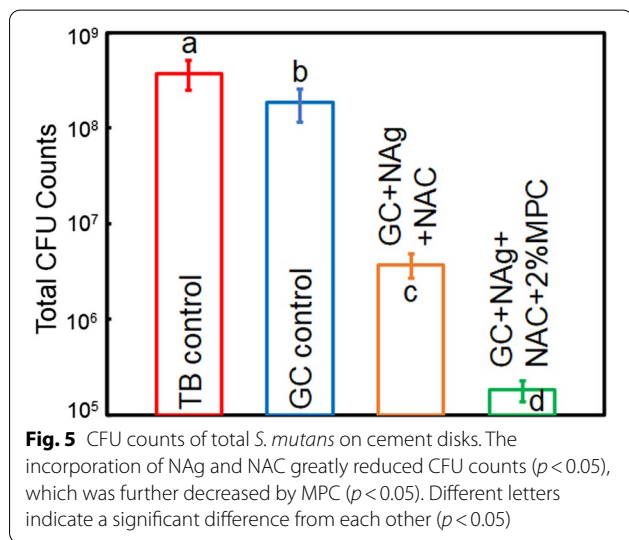 10⁹
10⁸
10⁷
10⁶
10⁵
Total CFU Counts
a
b
c
d
TB control
GC control
GC+NAg
+NAC
GC+NAg+
NAC+2%MPC
Fig. 5 CFU counts of total S. mutans on cement disks. The
incorporation of NAg and NAC greatly reduced CFU counts (p < 0.05),
which was further decreased by MPC (p < 0.05). Different letters
indicate a significant difference from each other (p < 0.05)